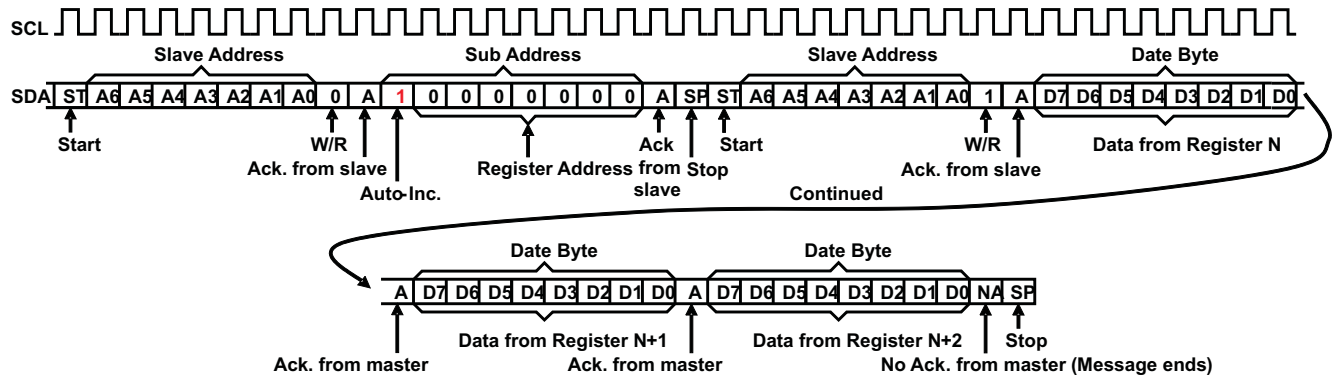 SCL
Slave Address Sub Address Slave Address Date Byte
SDA ST A6 A5 A4 A3 A2 A1 A0 0 A 1 0 0 0 0 0 0 0 A SP ST A6 A5 A4 A3 A2 A1 A0 1 A D7 D6 D5 D4 D3 D2 D1 D0
Start W/R Register Address Ack from slave Stop Start W/R Data from Register N
Ack. from slave Ack. from slave
Auto-Inc. Continued
Date Byte Date Byte
A D7 D6 D5 D4 D3 D2 D1 D0 A D7 D6 D5 D4 D3 D2 D1 D0 NA SP
Data from Register N+1 Data from Register N+2 Stop
Ack. from master Ack. from master No Ack. from master (Message ends)